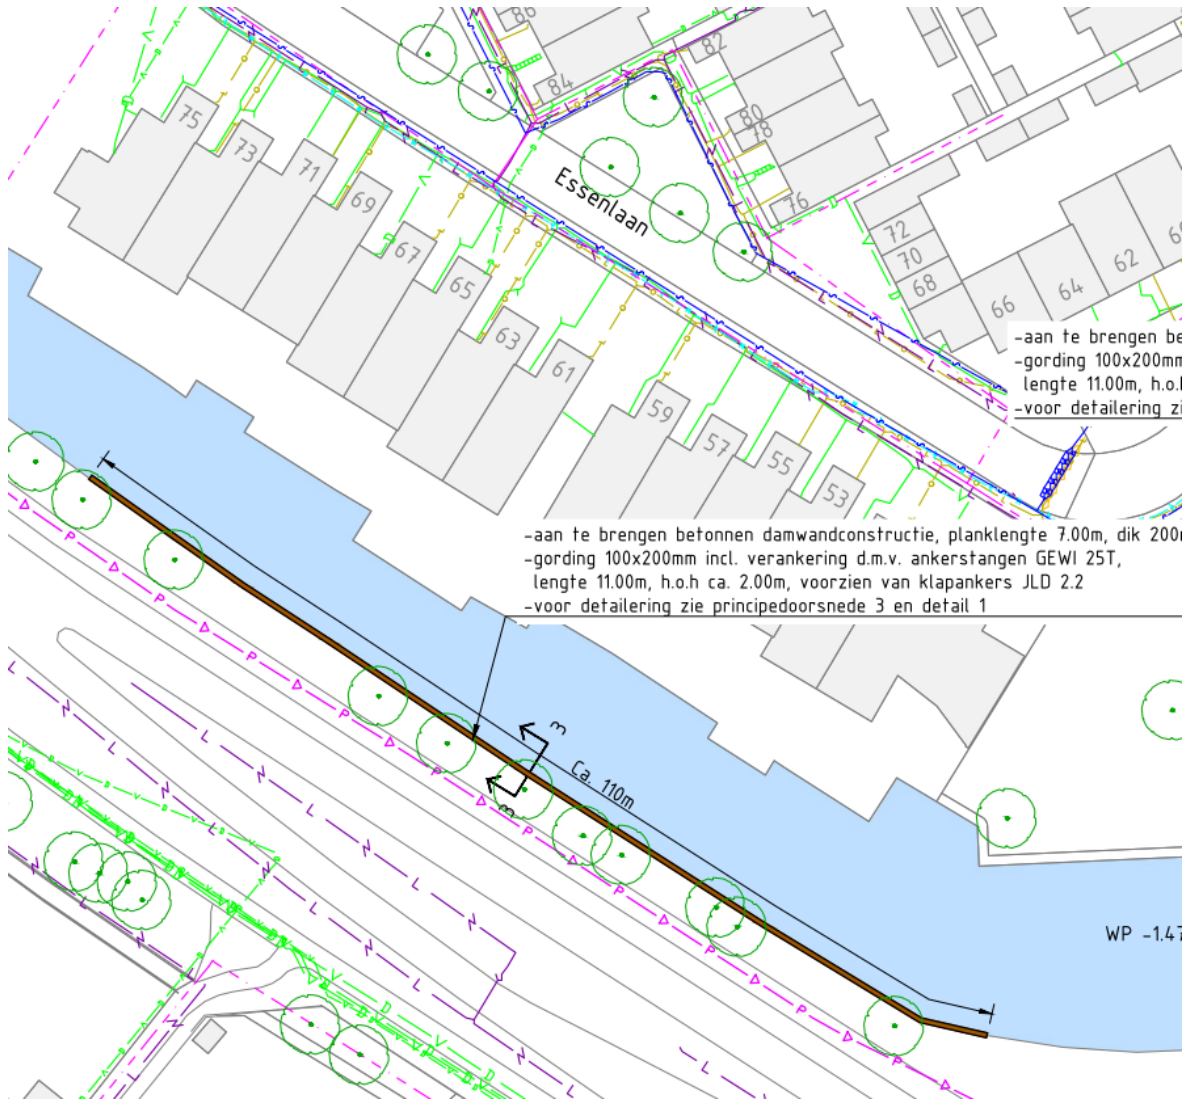 86
84
82
80
78
76
75
73
71
69
67
65
63
61
59
57
55
53
72
70
68
66
64
62
Essenlaan
-aan te brengen be
-gording 100x200mm
lengte 11.00m, h.o.h
-voor detailering zi
-aan te brengen betonnen damwandconstructie, planklengte 7.00m, dik 200
-gording 100x200mm incl. verankering d.m.v. ankerstangen GEWI 25T,
lengte 11.00m, h.o.h ca. 2.00m, voorzien van klapankers JLD 2.2
-voor detailering zie principedoorsnede 3 en detail 1
3
3
Ca. 110m
WP -1.47